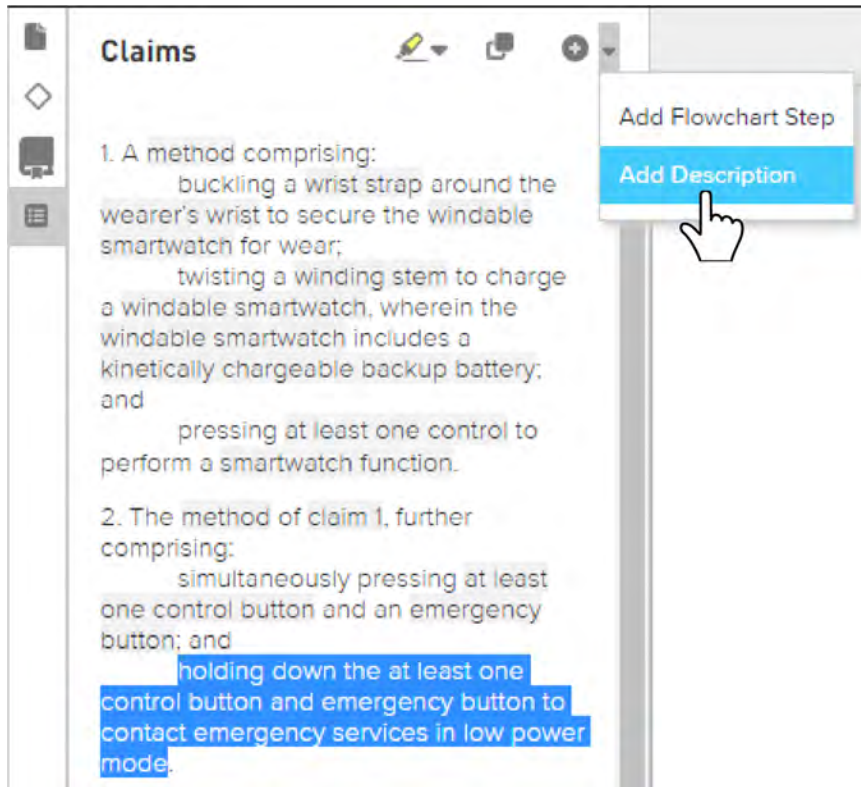 Claims
Add Flowchart Step
Add Description
1. A method comprising:
buckling a wrist strap around the
wearer's wrist to secure the windable
smartwatch for wear;
twisting a winding stem to charge
a windable smartwatch, wherein the
windable smartwatch includes a
kinetically chargeable backup battery;
and
pressing at least one control to
perform a smartwatch function.
2. The method of claim 1, further
comprising:
simultaneously pressing at least
one control button and an emergency
button; and
holding down the at least one
control button and emergency button to
contact emergency services in low power
mode.